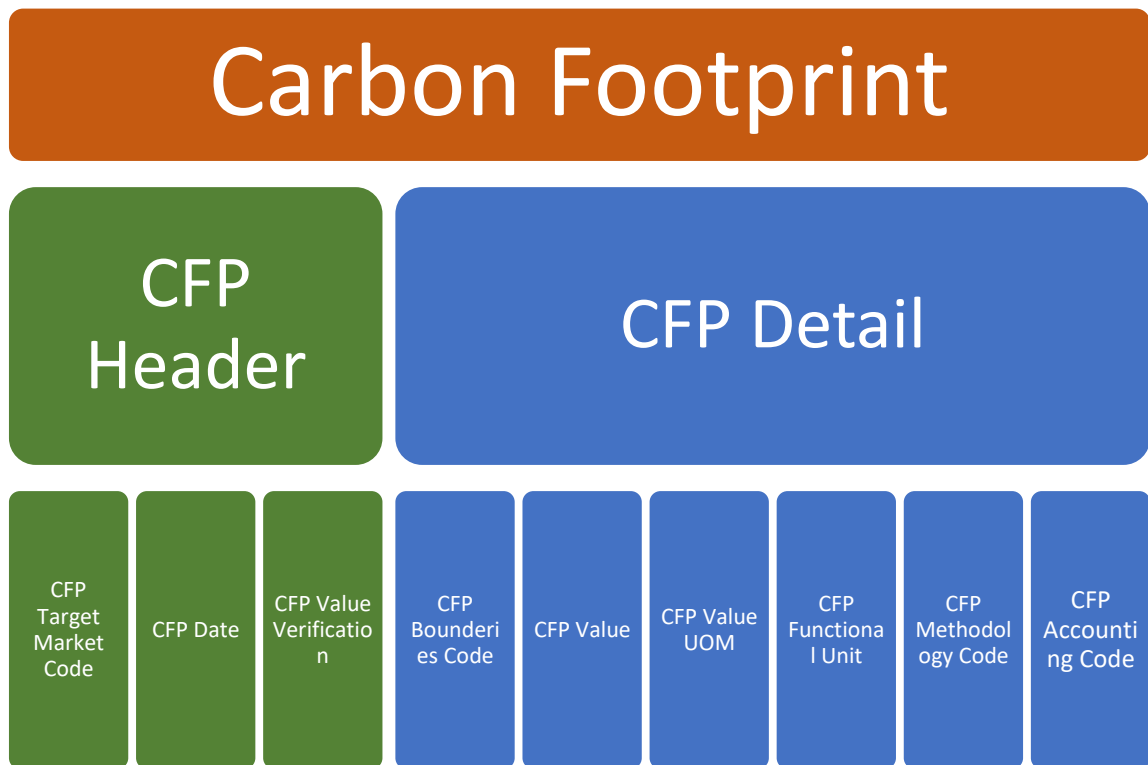 Carbon Footprint
CFP
Header
CFP Detail
CFP
Target
Market
Code
CFP Date
CFP Value
Verificatio
n
CFP
Bounderi
es Code
CFP Value
CFP Value
UOM
CFP
Functiona
l Unit
CFP
Methodol
ogy Code
CFP
Accounti
ng Code